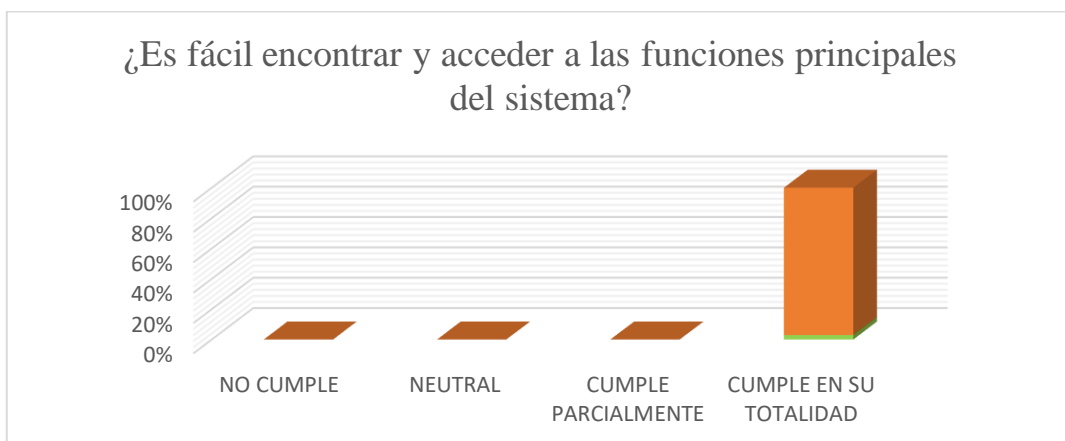 ¿Es fácil encontrar y acceder a las funciones principales
del sistema?
100%
80%
60%
40%
20%
0%
NO CUMPLE
NEUTRAL
CUMPLE
PARCIALMENTE
CUMPLE EN SU
TOTALIDAD